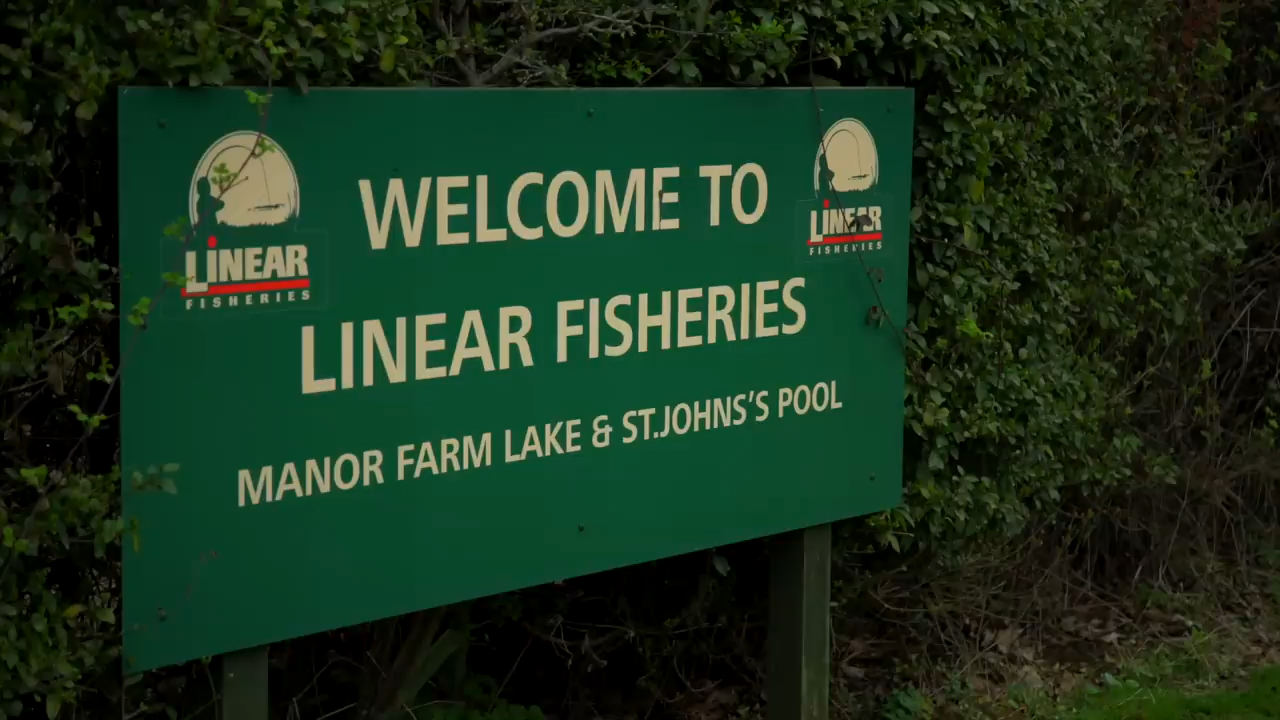 WELCOME TO
LINEAR FISHERIES
MANOR FARM LAKE & ST.JOHNS'S POOL
LINEAR
FISHERIES
LINEAR
FISHERIES